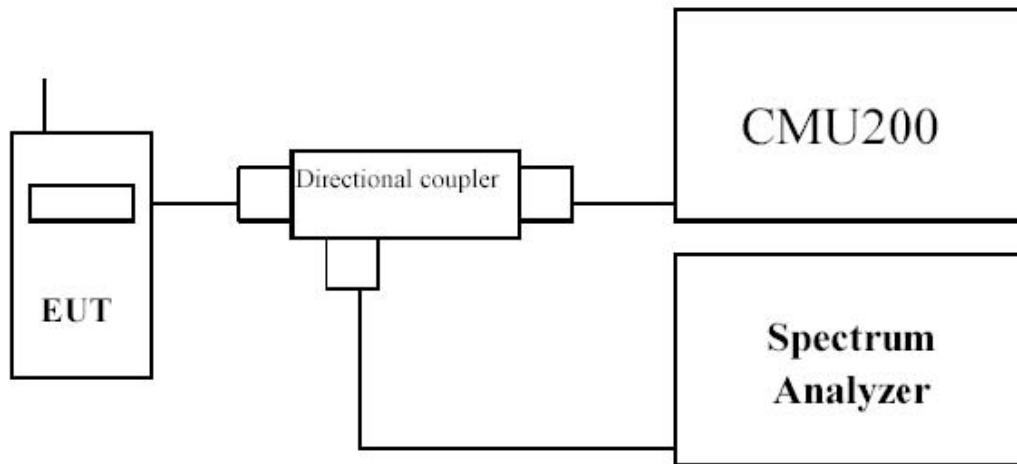 CMU200
Directional coupler
EUT
Spectrum
Analyzer